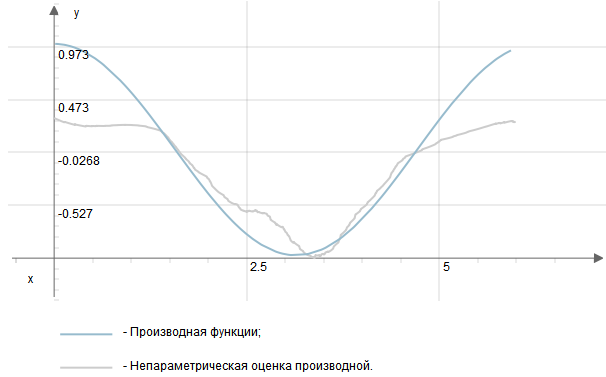 y
0.973
0.473
-0.0268
-0.527
2.5
5
x
- Производная функции;
- Непараметрическая оценка производной.